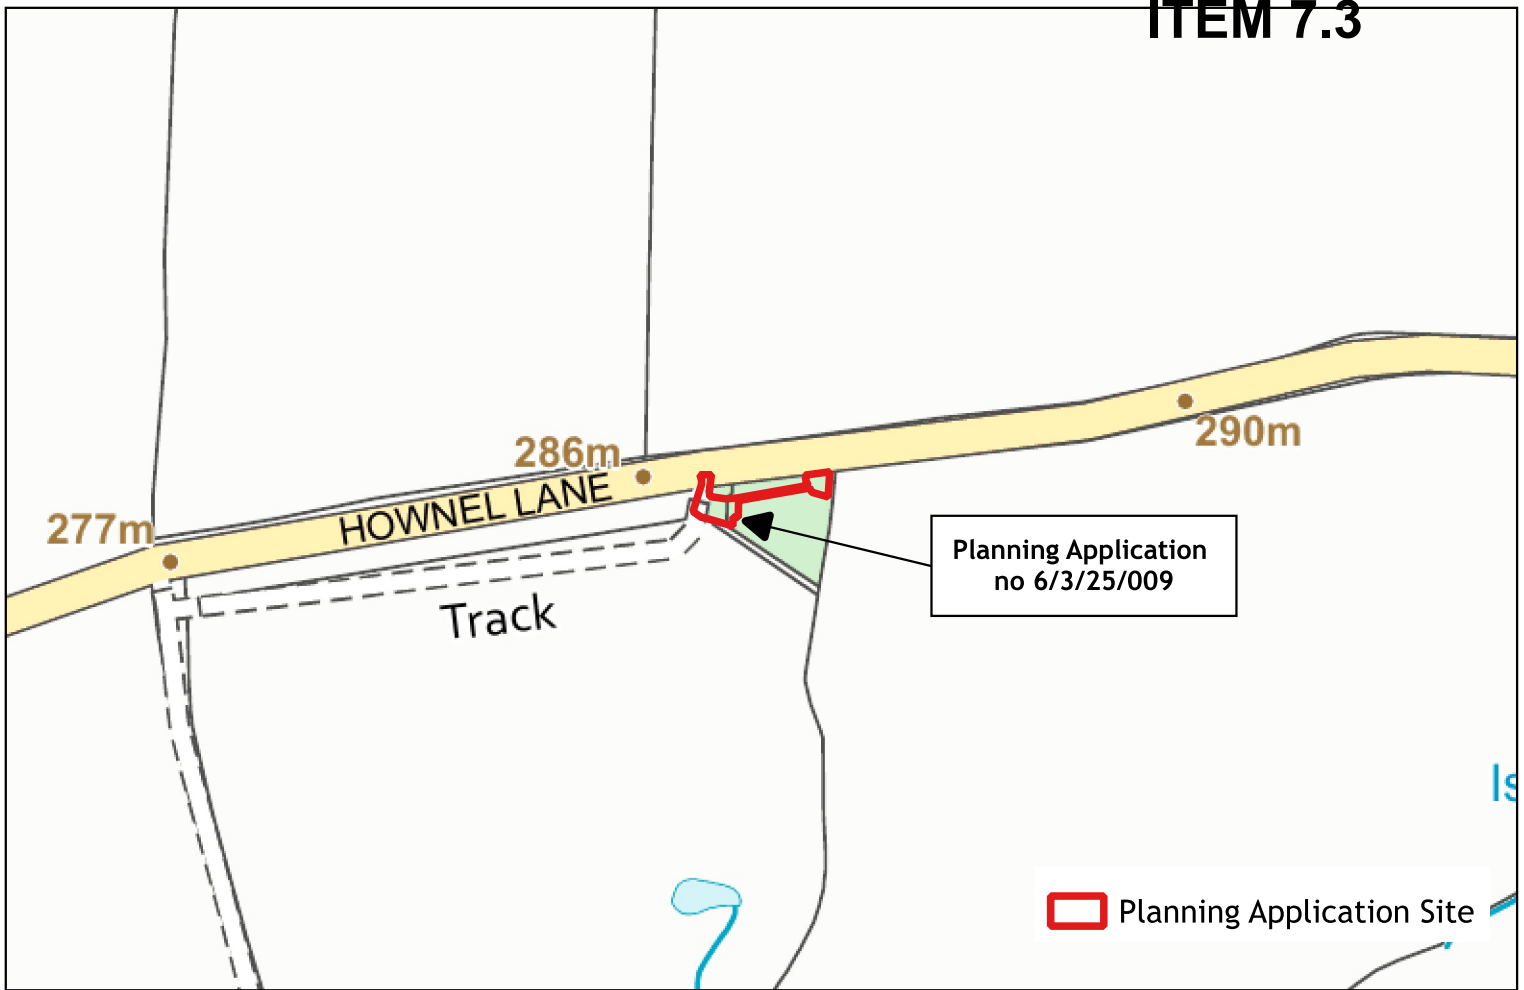 ITEM 7.3
286m
290m
HOWNEL LANE
277m
Planning Application
no 6/3/25/009
Track
Is
Planning Application Site